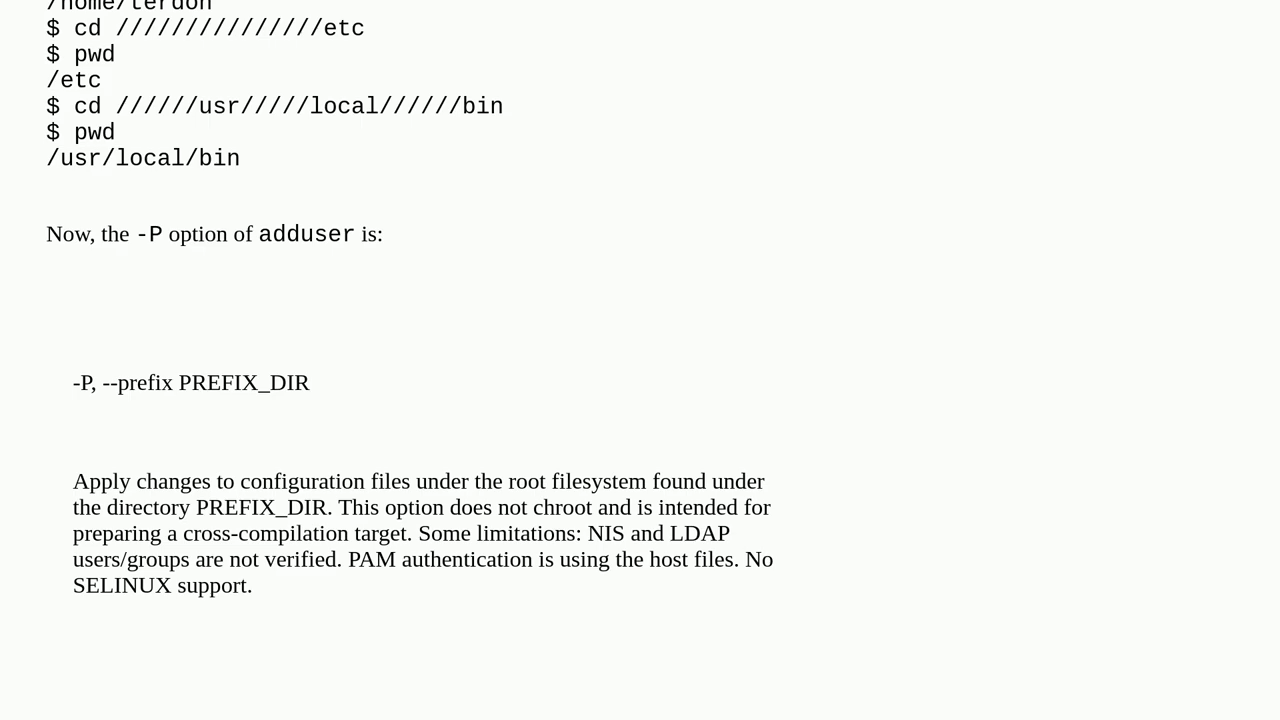 /home/terdon
$ cd ///////////////etc
$ pwd
/etc
$ cd //////usr/////local//////bin
$ pwd
/usr/local/bin
Now, the -P option of adduser is:
-P, --prefix PREFIX_DIR
Apply changes to configuration files under the root filesystem found under
the directory PREFIX_DIR. This option does not chroot and is intended for
preparing a cross-compilation target. Some limitations: NIS and LDAP
users/groups are not verified. PAM authentication is using the host files. No
SELINUX support.